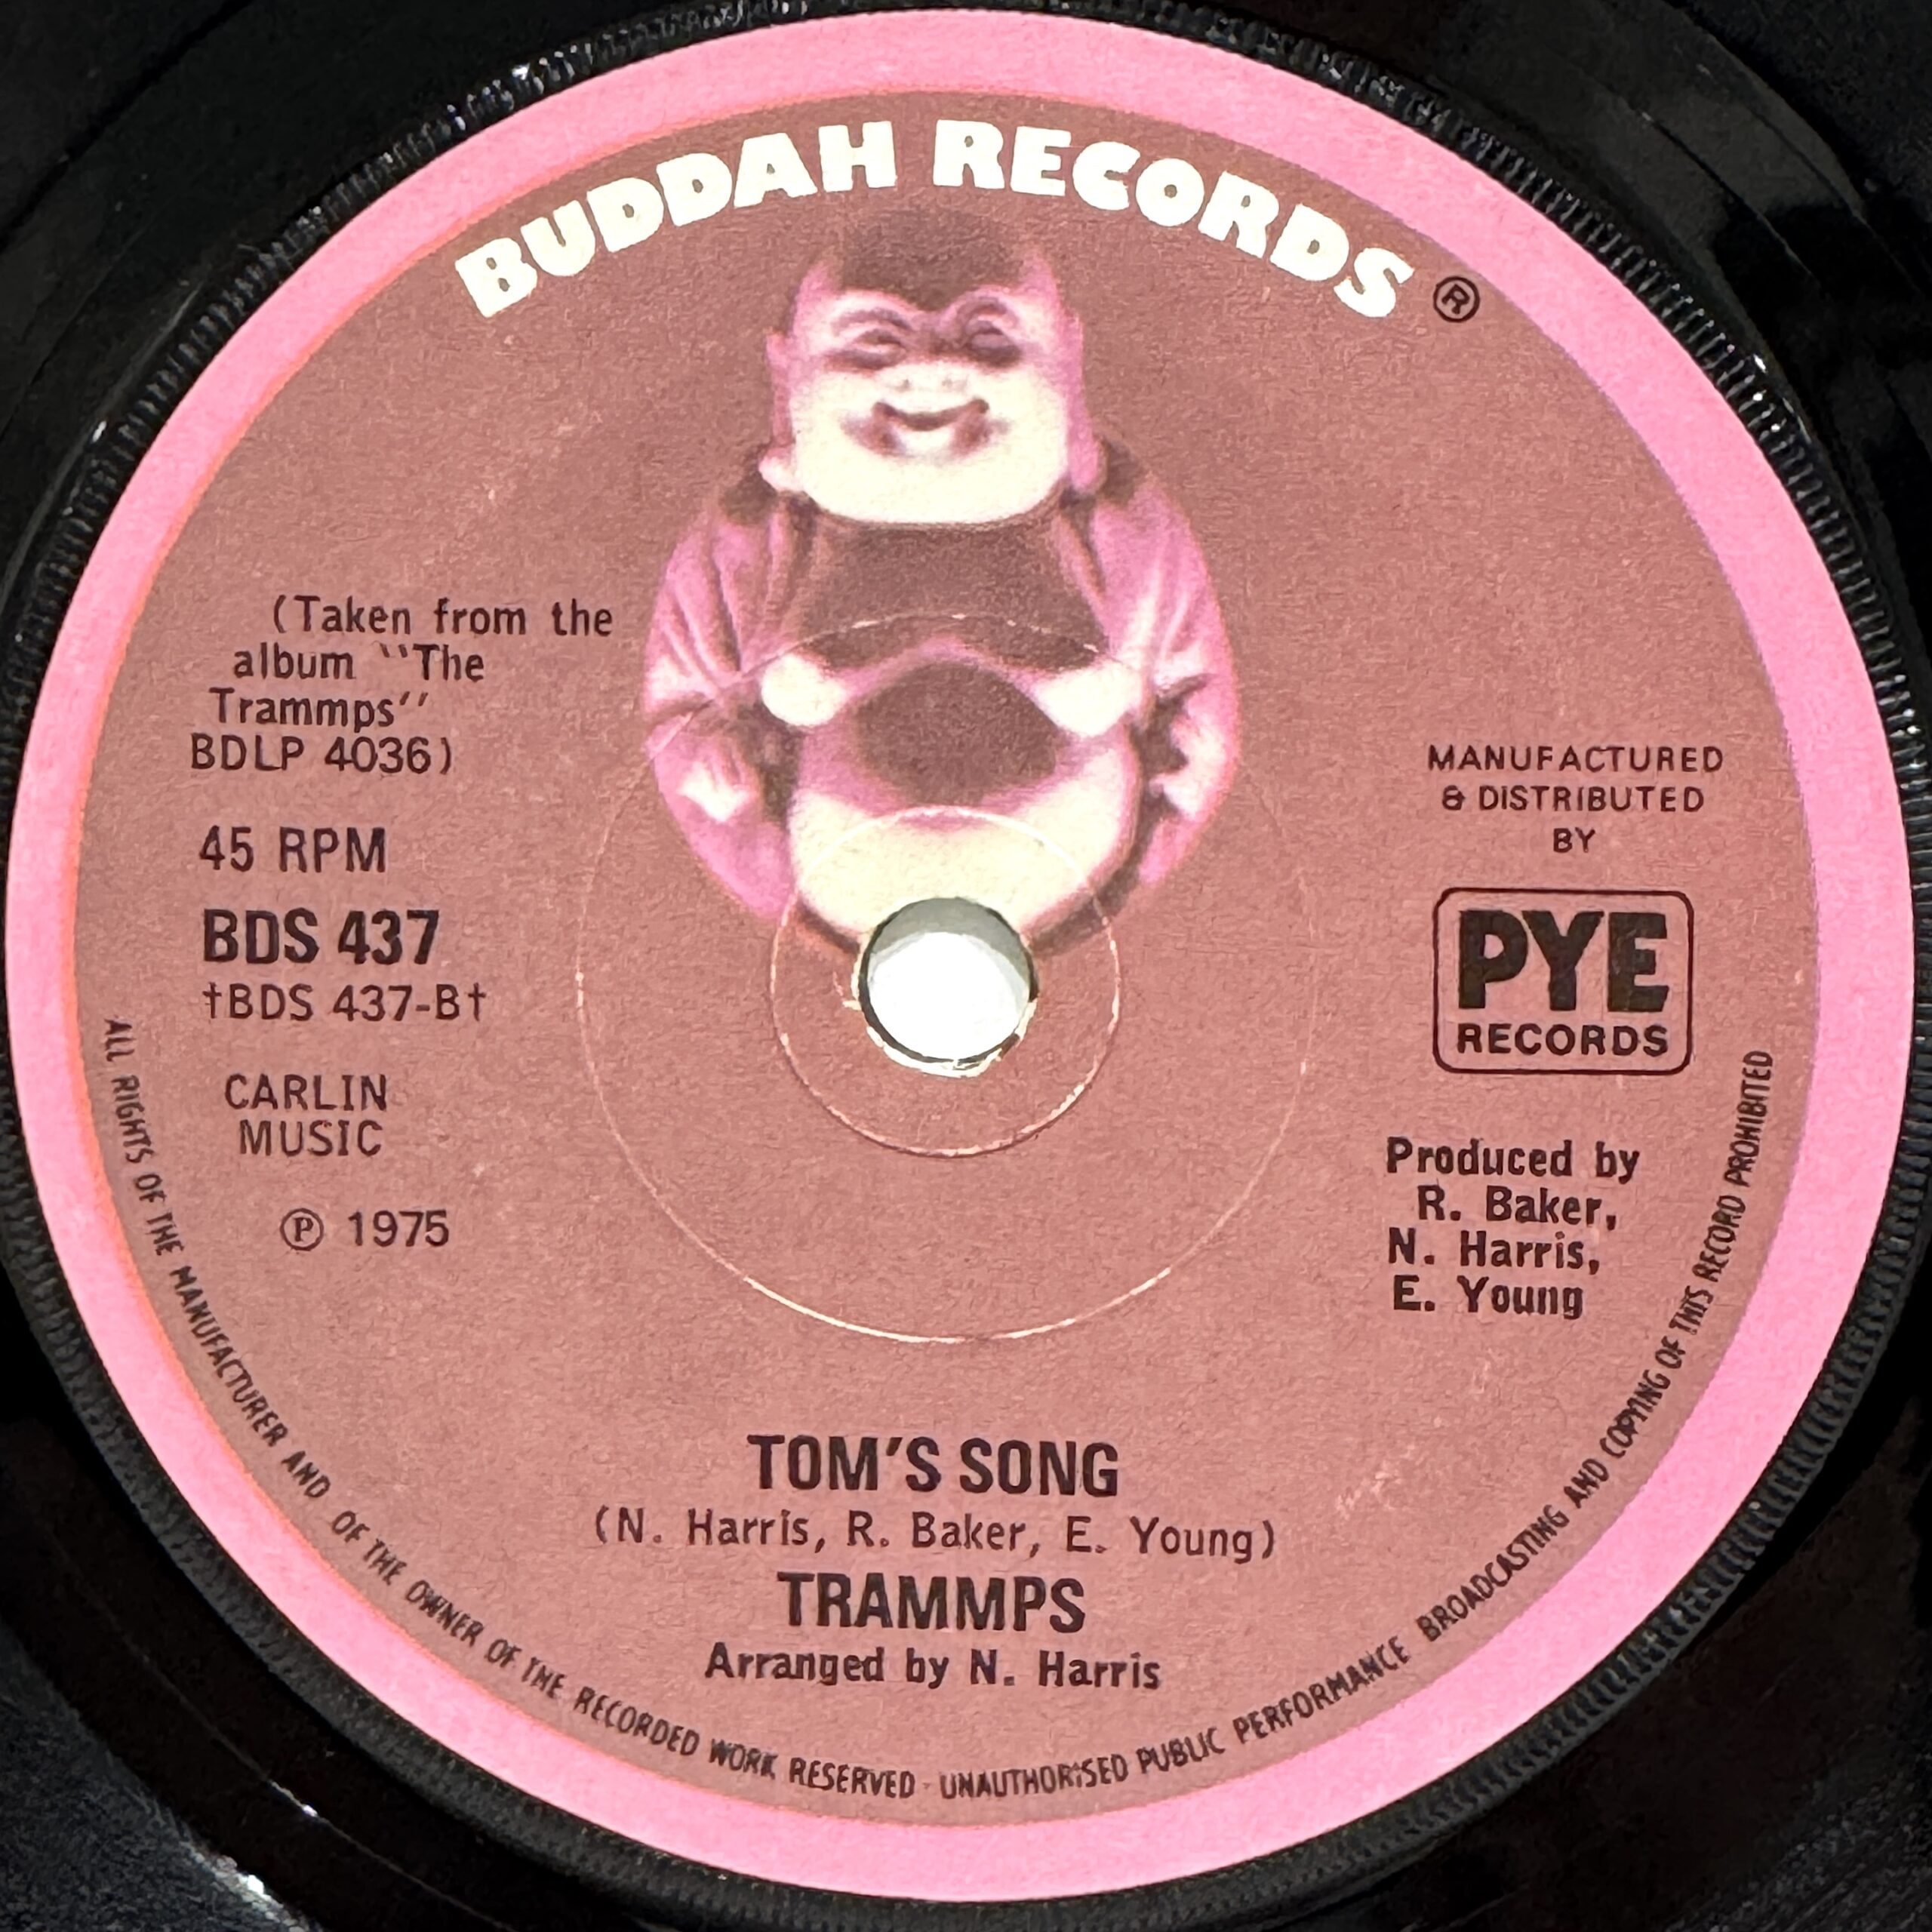 BUDDAH RECORDS ®
(Taken from the
album "The
Trammps"
BDLP 4036)
45 RPM
BDS 437
†BDS 437-B†
CARLIN
MUSIC
℗ 1975
MANUFACTURED
& DISTRIBUTED
BY
PYE
RECORDS
Produced by
R. Baker,
N. Harris,
E. Young
TOM'S SONG
(N. Harris, R. Baker, E. Young)
TRAMMPS
Arranged by N. Harris
ALL RIGHTS OF THE MANUFACTURER AND OF THE OWNER OF THE RECORDED WORK RESERVED · UNAUTHORISED PUBLIC PERFORMANCE BROADCASTING AND COPYING OF THIS RECORD PROHIBITED